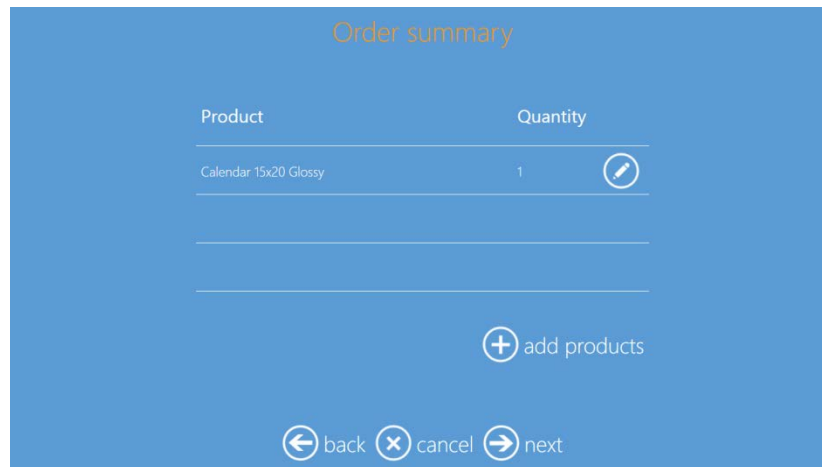 Order summary
Product Quantity
Calendar 15x20 Glossy 1
add products
back cancel next